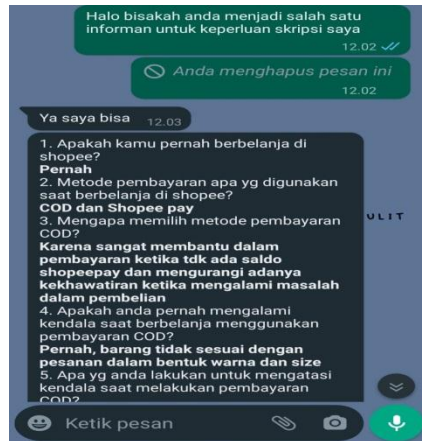 Halo bisakah anda menjadi salah satu
informan untuk keperluan skripsi saya
12.02
Anda menghapus pesan ini
12.02
Ya saya bisa 12.03
1. Apakah kamu pernah berbelanja di
shopee?
Pernah
2. Metode pembayaran apa yg digunakan
saat berbelanja di shopee?
COD dan Shopee pay
3. Mengapa memilih metode pembayaran
COD?
Karena sangat membantu dalam
pembayaran ketika tdk ada saldo
shopeepay dan mengurangi adanya
kekhawatiran ketika mengalami masalah
dalam pembelian
4. Apakah anda pernah mengalami
kendala saat berbelanja menggunakan
pembayaran COD?
Pernah, barang tidak sesuai dengan
pesanan dalam bentuk warna dan size
5. Apa yg anda lakukan untuk mengatasi
kendala saat melakukan pembayaran
COD?
ULIT
Ketik pesan